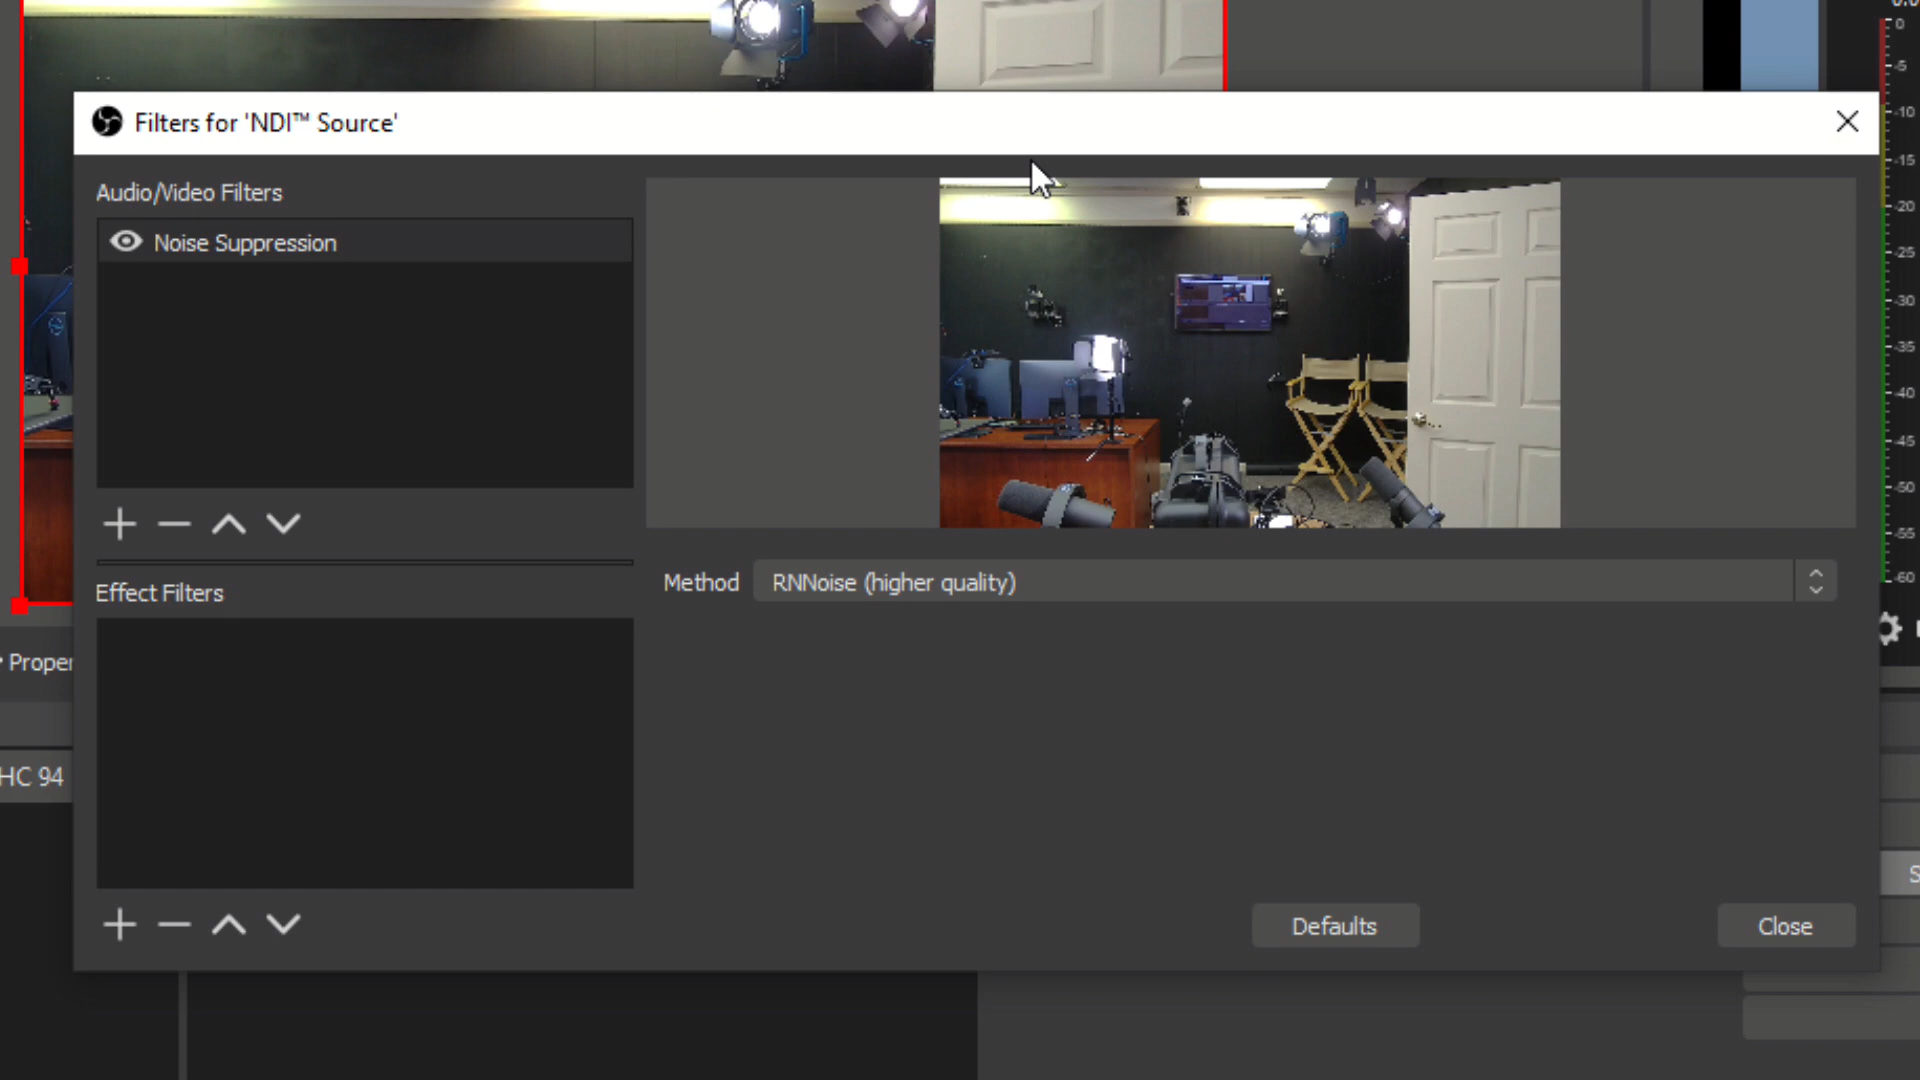 Filters for 'NDI™ Source'
Audio/Video Filters
Noise Suppression
Effect Filters
Method
RNNoise (higher quality)
Defaults
Close
Proper
HC 94
0
-5
-10
-15
-20
-25
-30
-35
-40
-45
-50
-55
-60
S